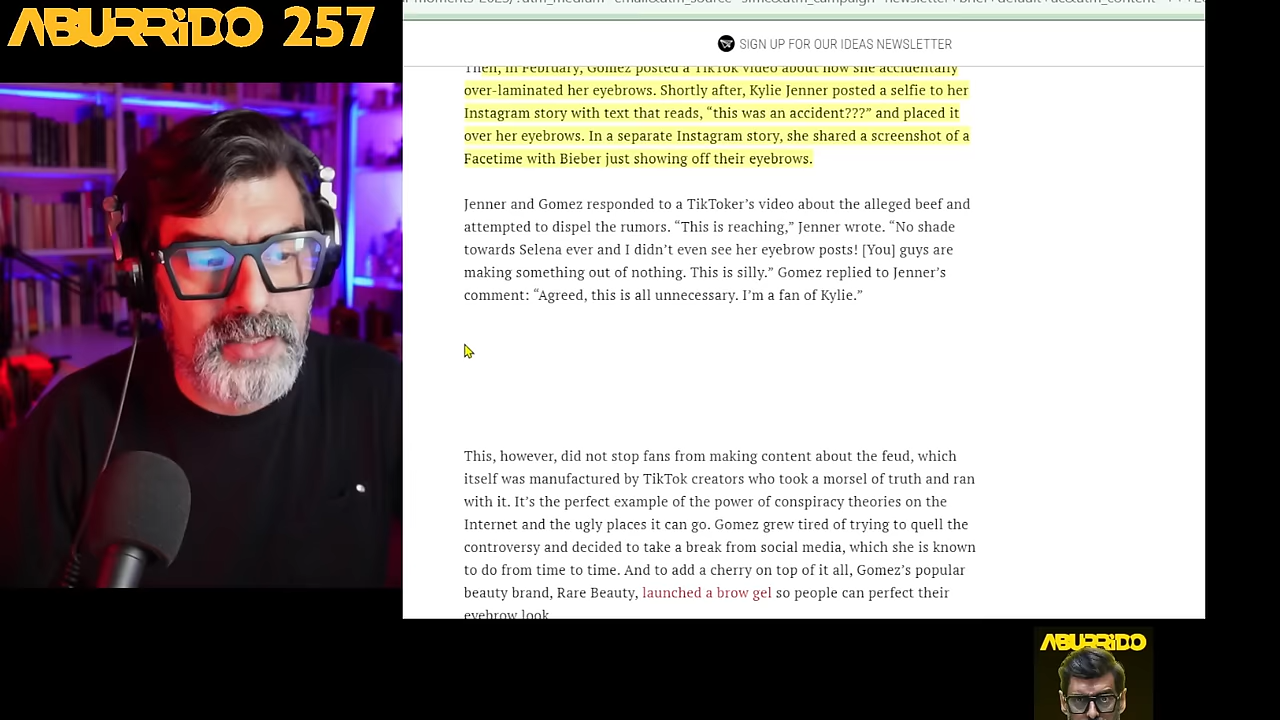 ABURRiDO 257
SIGN UP FOR OUR IDEAS NEWSLETTER
Then, in February, Gomez posted a TikTok video about how she accidentally
over-laminated her eyebrows. Shortly after, Kylie Jenner posted a selfie to her
Instagram story with text that reads, “this was an accident???” and placed it
over her eyebrows. In a separate Instagram story, she shared a screenshot of a
Facetime with Bieber just showing off their eyebrows.
Jenner and Gomez responded to a TikToker’s video about the alleged beef and
attempted to dispel the rumors. “This is reaching,” Jenner wrote. “No shade
towards Selena ever and I didn’t even see her eyebrow posts! [You] guys are
making something out of nothing. This is silly.” Gomez replied to Jenner’s
comment: “Agreed, this is all unnecessary. I’m a fan of Kylie.”
This, however, did not stop fans from making content about the feud, which
itself was manufactured by TikTok creators who took a morsel of truth and ran
with it. It’s the perfect example of the power of conspiracy theories on the
Internet and the ugly places it can go. Gomez grew tired of trying to quell the
controversy and decided to take a break from social media, which she is known
to do from time to time. And to add a cherry on top of it all, Gomez’s popular
beauty brand, Rare Beauty, launched a brow gel so people can perfect their
eyebrow look
ABURRiDO